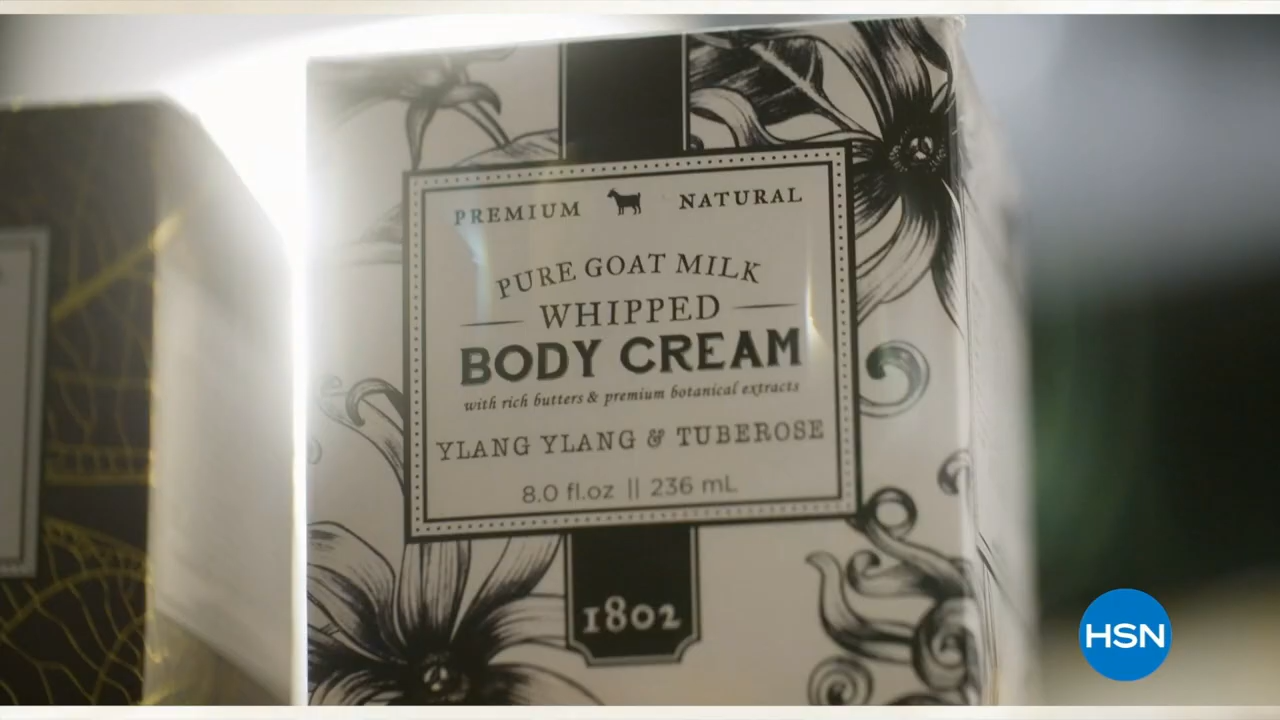 PREMIUM NATURAL
PURE GOAT MILK
WHIPPED
BODY CREAM
with rich butters & premium botanical extracts
YLANG YLANG & TUBEROSE
8.0 fl.oz || 236 mL
1802
HSN